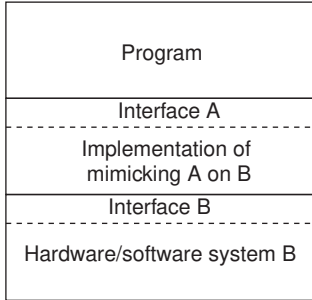 Program
Interface A
Implementation of
mimicking A on B
Interface B
Hardware/software system B